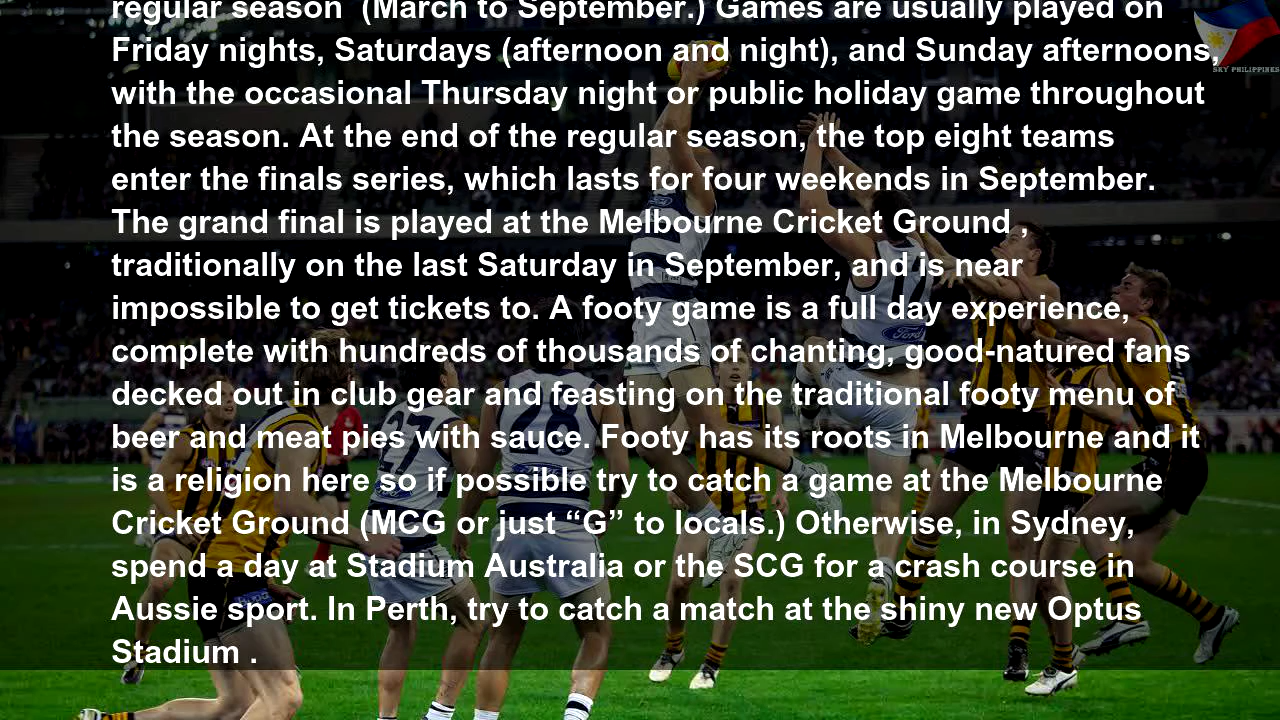 regular season (March to September.) Games are usually played on
Friday nights, Saturdays (afternoon and night), and Sunday afternoons,
with the occasional Thursday night or public holiday game throughout
the season. At the end of the regular season, the top eight teams
enter the finals series, which lasts for four weekends in September.
The grand final is played at the Melbourne Cricket Ground ,
traditionally on the last Saturday in September, and is near
impossible to get tickets to. A footy game is a full day experience,
complete with hundreds of thousands of chanting, good-natured fans
decked out in club gear and feasting on the traditional footy menu of
beer and meat pies with sauce. Footy has its roots in Melbourne and it
is a religion here so if possible try to catch a game at the Melbourne
Cricket Ground (MCG or just “G” to locals.) Otherwise, in Sydney,
spend a day at Stadium Australia or the SCG for a crash course in
Aussie sport. In Perth, try to catch a match at the shiny new Optus
Stadium .
SKY PHILIPPINES
Ford
Ford
27
Ford
28